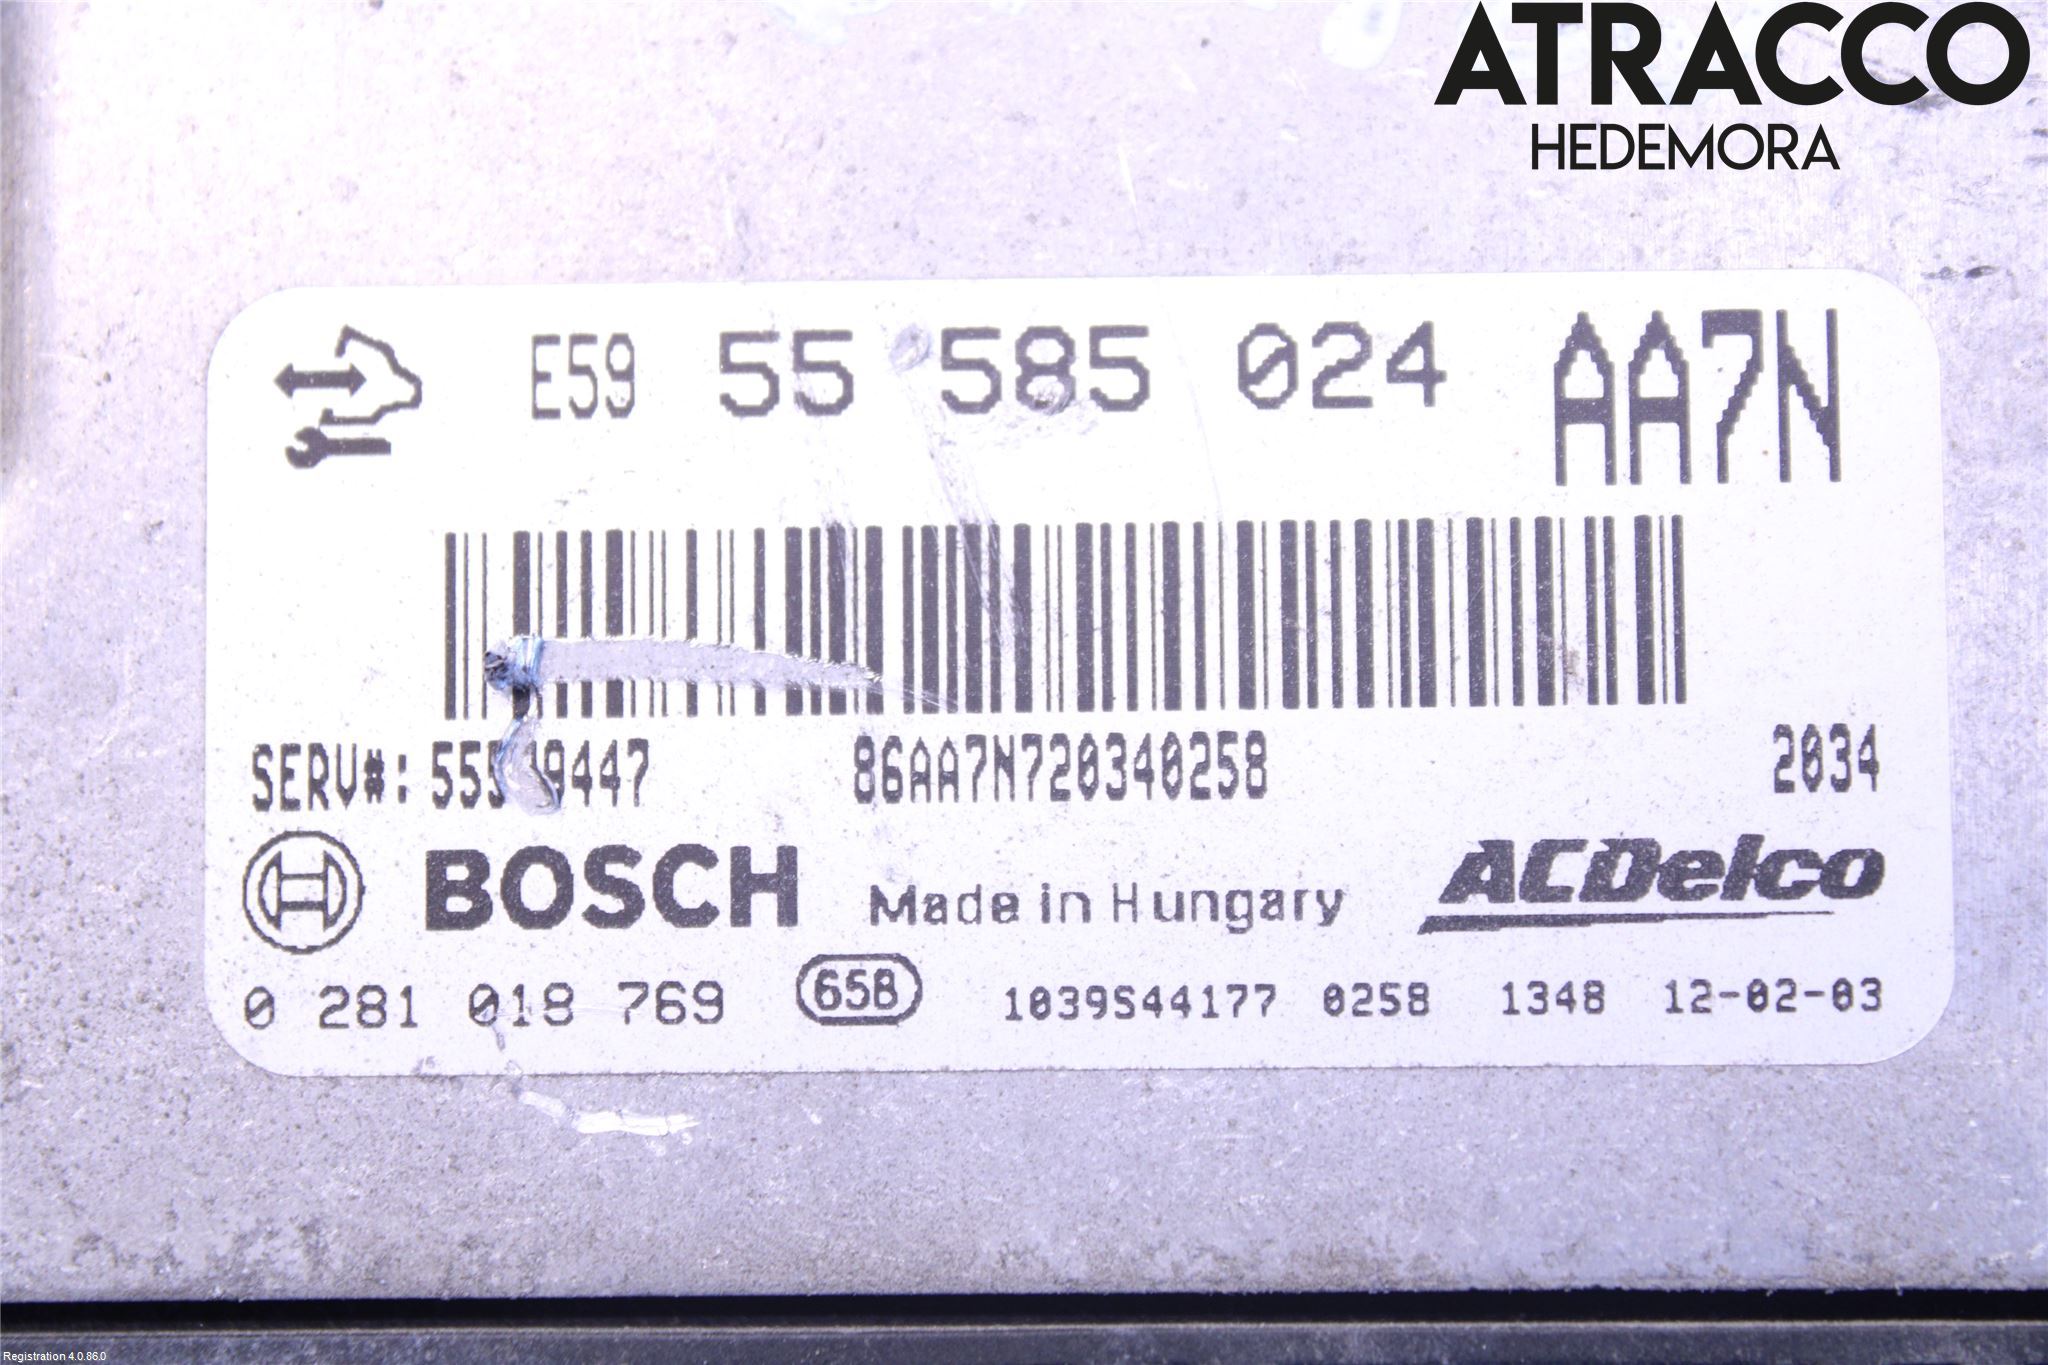 ATRACCO
HEDEMORA
E59 55 585 024 AA7N
SERV#: 86AA7N720340258 2034
BOSCH Made in Hungary ACDelco
0 281 018 769 65B 1039S44177 0258 1348 12-02-03
Registration 4.0.86.0